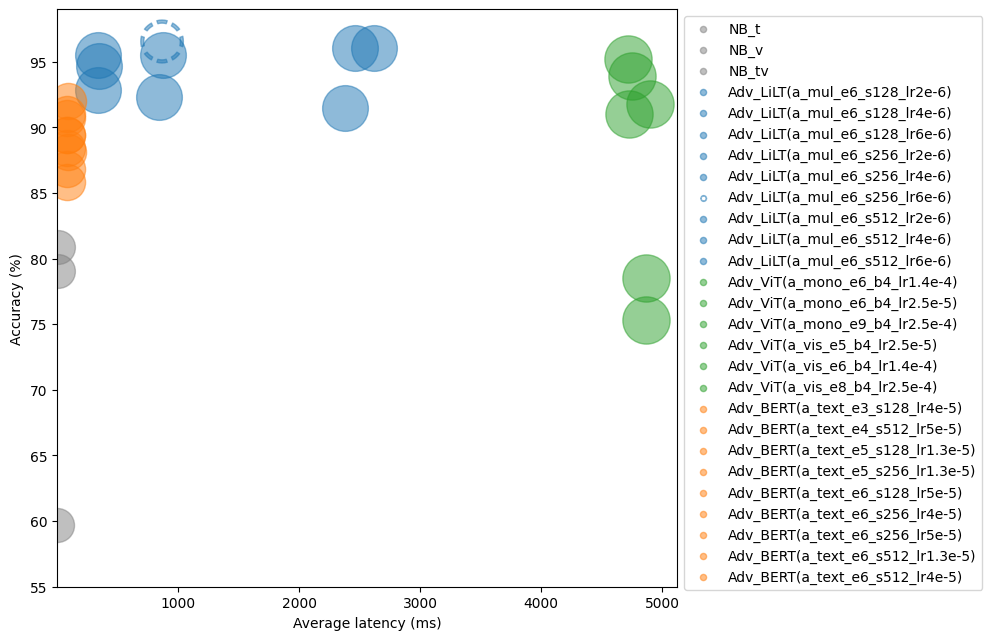 95
90
85
80
75
70
65
60
55
Accuracy (%)
1000
2000
3000
4000
5000
Average latency (ms)
NB_t
NB_v
NB_tv
Adv_LiLT(a_mul_e6_s128_lr2e-6)
Adv_LiLT(a_mul_e6_s128_lr4e-6)
Adv_LiLT(a_mul_e6_s128_lr6e-6)
Adv_LiLT(a_mul_e6_s256_lr2e-6)
Adv_LiLT(a_mul_e6_s256_lr4e-6)
Adv_LiLT(a_mul_e6_s256_lr6e-6)
Adv_LiLT(a_mul_e6_s512_lr2e-6)
Adv_LiLT(a_mul_e6_s512_lr4e-6)
Adv_LiLT(a_mul_e6_s512_lr6e-6)
Adv_ViT(a_mono_e6_b4_lr1.4e-4)
Adv_ViT(a_mono_e6_b4_lr2.5e-5)
Adv_ViT(a_mono_e9_b4_lr2.5e-4)
Adv_ViT(a_vis_e5_b4_lr2.5e-5)
Adv_ViT(a_vis_e6_b4_lr1.4e-4)
Adv_ViT(a_vis_e8_b4_lr2.5e-4)
Adv_BERT(a_text_e3_s128_lr4e-5)
Adv_BERT(a_text_e4_s512_lr5e-5)
Adv_BERT(a_text_e5_s128_lr1.3e-5)
Adv_BERT(a_text_e5_s256_lr1.3e-5)
Adv_BERT(a_text_e6_s128_lr5e-5)
Adv_BERT(a_text_e6_s256_lr4e-5)
Adv_BERT(a_text_e6_s256_lr5e-5)
Adv_BERT(a_text_e6_s512_lr1.3e-5)
Adv_BERT(a_text_e6_s512_lr4e-5)